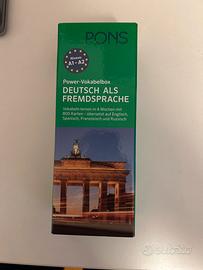 PONS
Niveau
A1-A2
Power-Vokabelbox
DEUTSCH ALS
FREMDSPRACHE
Vokabeln lernen in 4 Wochen mit
800 Karten – übersetzt auf Englisch,
Spanisch, Französisch und Russisch
subito